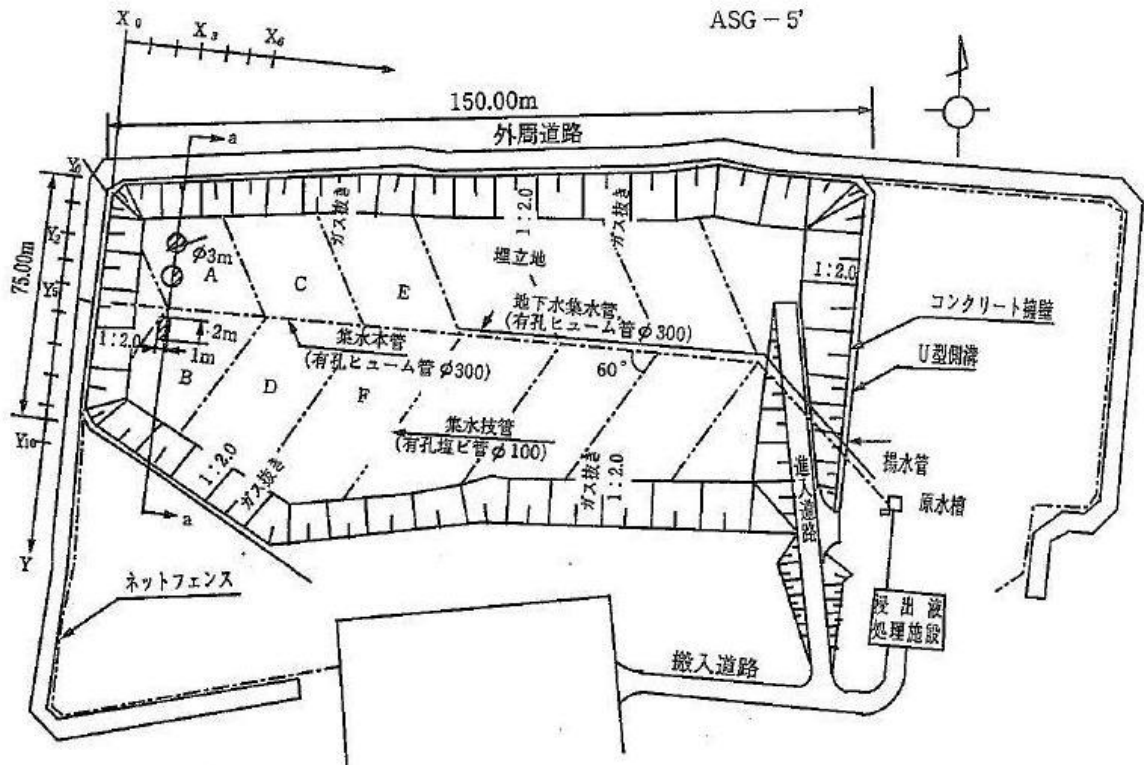 ASG－5'
X₀
X₃
X₆
150.00m
外周道路
a
Y₀
Y₂
Y₅
Y₁₀
Y
75.00m
ガス抜き
1：2.0
ガス抜き
φ3m
A
C
E
埋立地
1：2.0
地下水集水管
(有孔ヒューム管φ300)
コンクリート擁壁
U型側溝
1：2.0
2m
1m
集水本管
(有孔ヒューム管φ300)
60°
B
D
F
集水技管
(有孔塩ビ管φ100)
1：2.0
ガス抜き
ガス抜き
1：2.0
進入道路
揚水管
原水槽
a
ネットフェンス
浸出液
処理施設
搬入道路